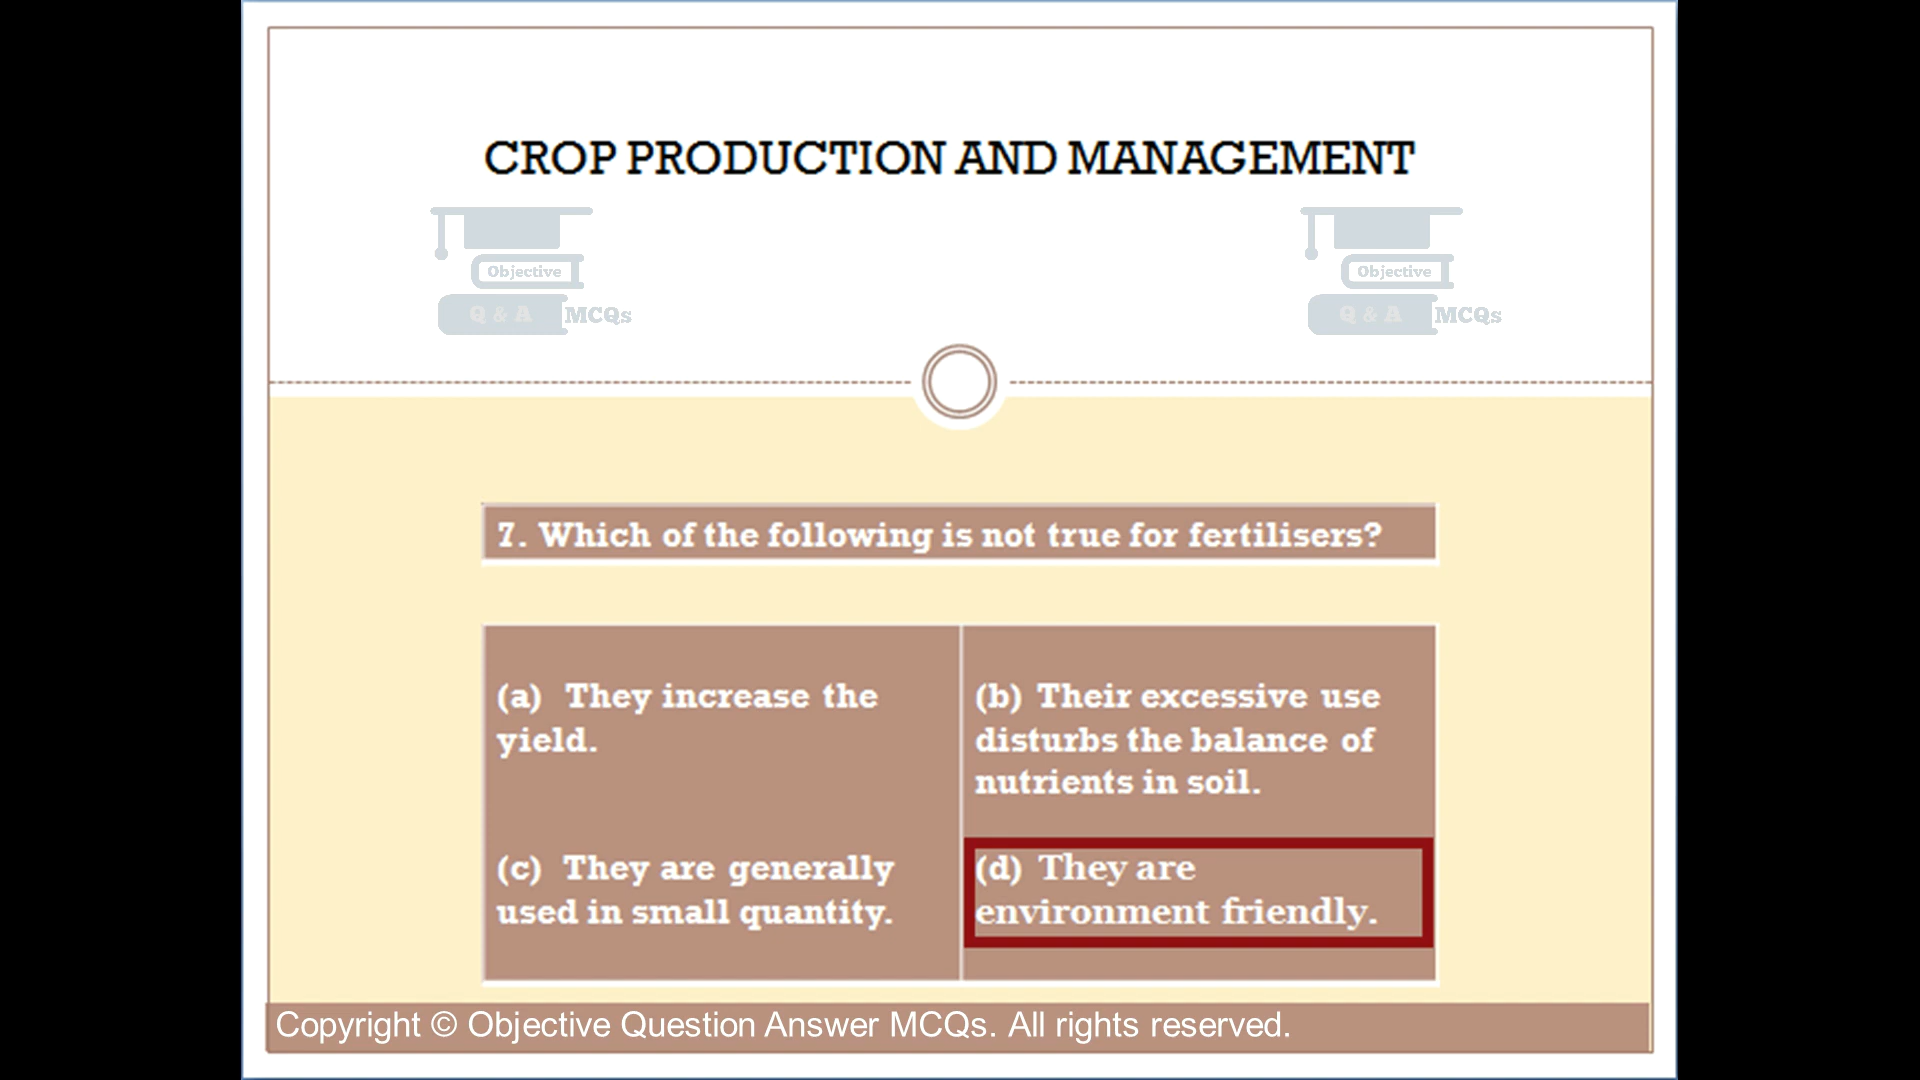 CROP PRODUCTION AND MANAGEMENT
Objective
Q & A MCQs
Objective
Q & A MCQs
7. Which of the following is not true for fertilisers?
(a) They increase the
yield.
(b) Their excessive use
disturbs the balance of
nutrients in soil.
(c) They are generally
used in small quantity.
(d) They are
environment friendly.
Copyright © Objective Question Answer MCQs. All rights reserved.